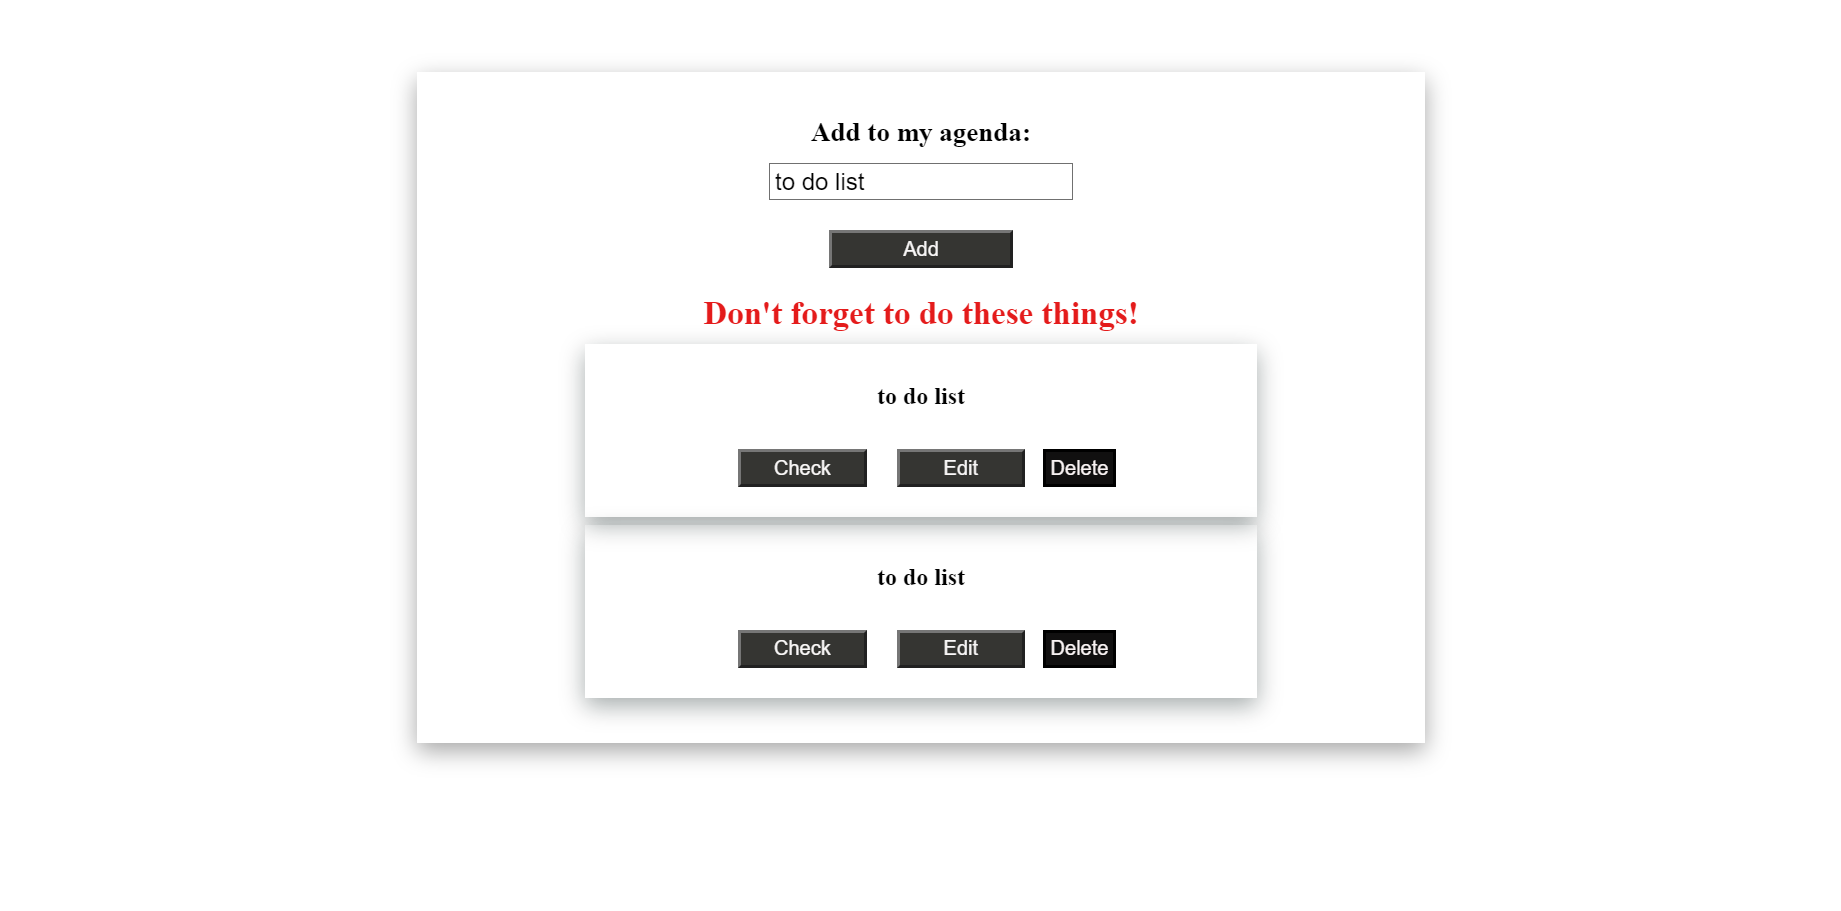 Add to my agenda:
to do list
Add
Don't forget to do these things!
to do list
Check Edit Delete
to do list
Check Edit Delete